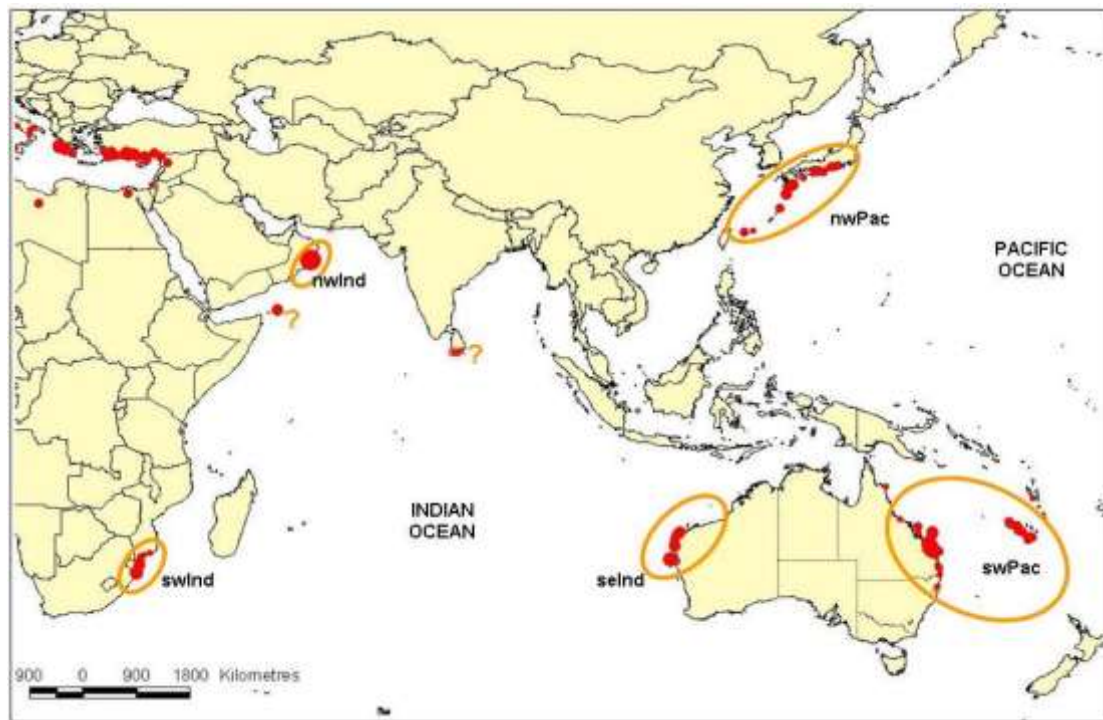 nwPac
PACIFIC
OCEAN
nwInd
?
?
INDIAN
OCEAN
swInd
seInd
swPac
900 0 900 1800 Kilometres